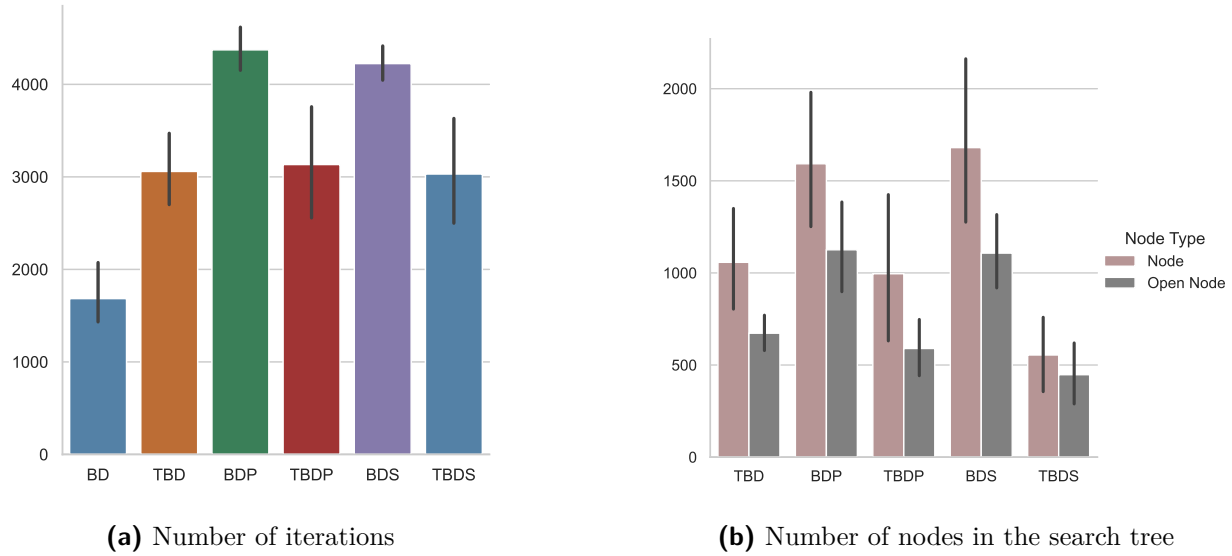 4000
3000
2000
1000
0
BD TBD BDP TBDP BDS TBDS
(a) Number of iterations
2000
1500
1000
500
0
TBD BDP TBDP BDS TBDS
Node Type
Node
Open Node
(b) Number of nodes in the search tree